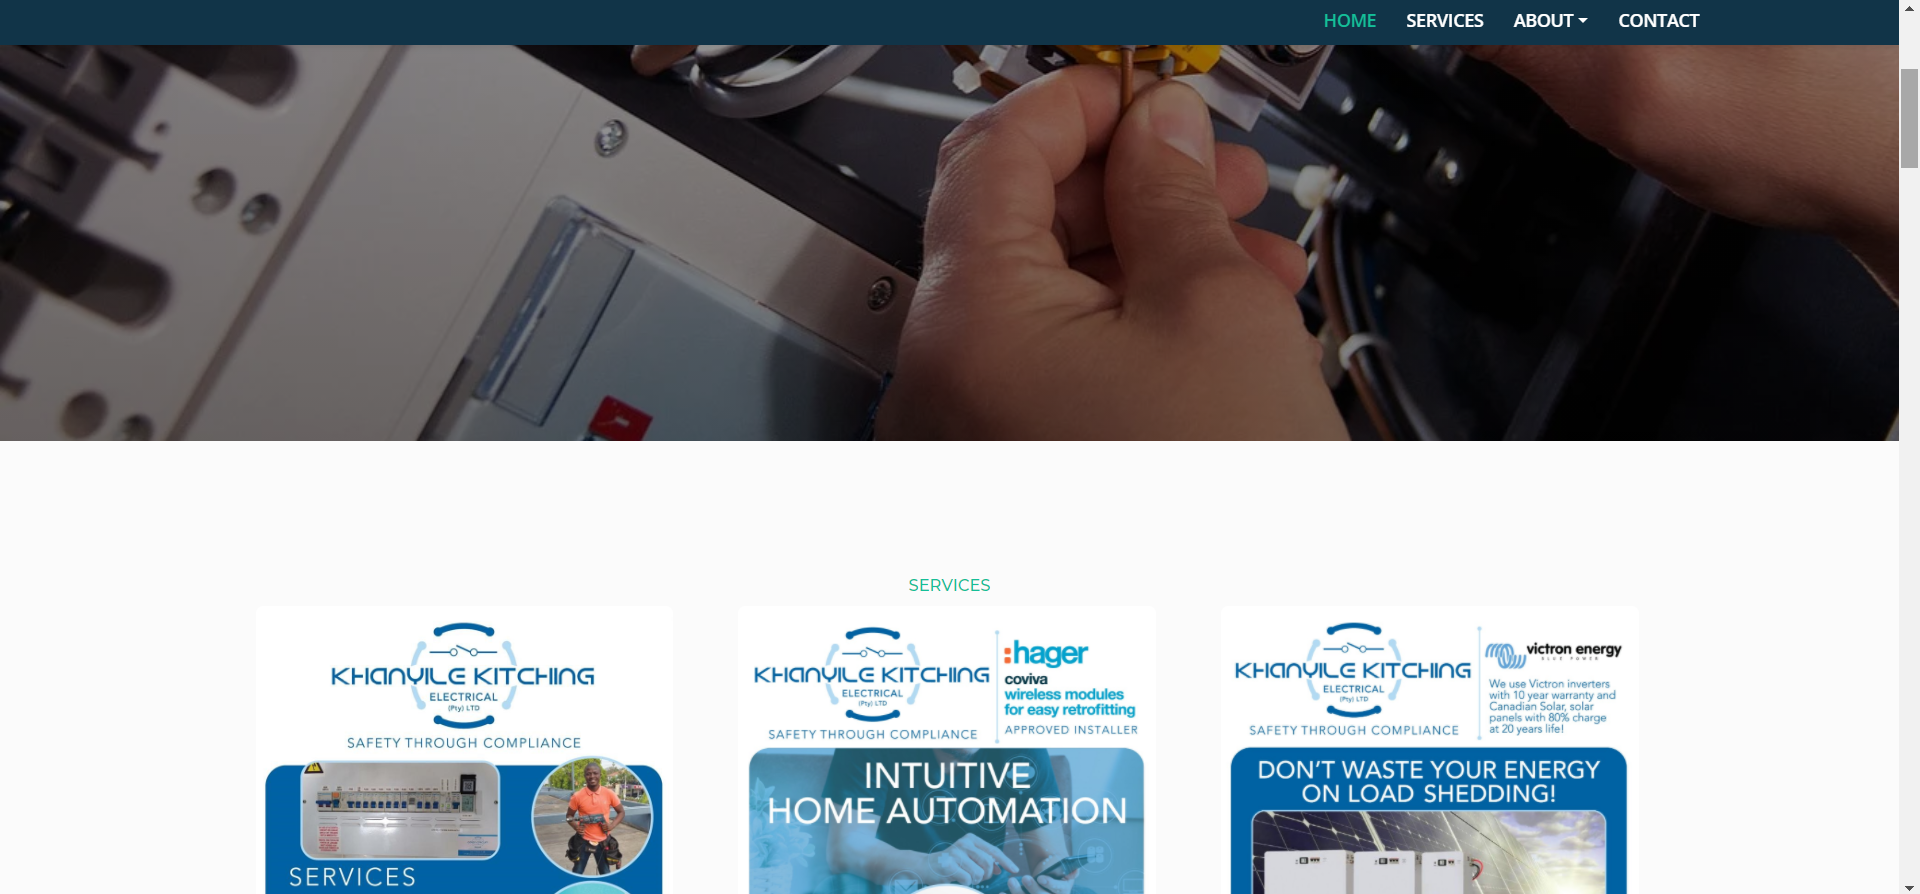 HOME SERVICES ABOUT CONTACT
SERVICES
KHANYILE KITCHING
ELECTRICAL
(Pty) LTD
SAFETY THROUGH COMPLIANCE
SERVICES
KHANYILE KITCHING
ELECTRICAL
(Pty) LTD
SAFETY THROUGH COMPLIANCE
:hager
coviva
wireless modules
for easy retrofitting
APPROVED INSTALLER
INTUITIVE
HOME AUTOMATION
KHANYILE KITCHING
ELECTRICAL
(Pty) LTD
SAFETY THROUGH COMPLIANCE
victron energy
BLUE POWER
We use Victron inverters
with 10 year warranty and
Canadian Solar, solar
panels with 80% charge
at 20 years life!
DON'T WASTE YOUR ENERGY
ON LOAD SHEDDING!